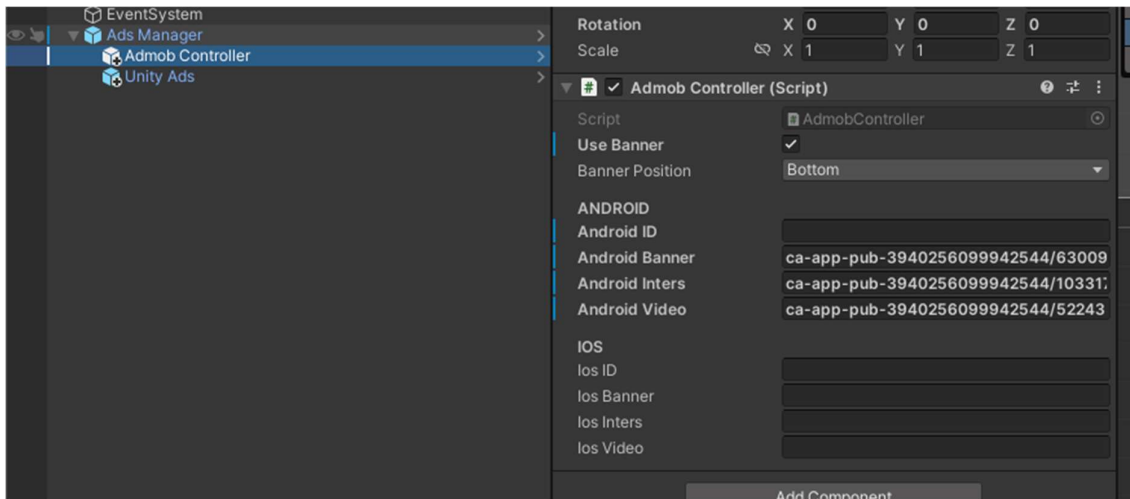 EventSystem
Ads Manager
Admob Controller
Unity Ads
Rotation X 0 Y 0 Z 0
Scale X 1 Y 1 Z 1
# Admob Controller (Script)
Script # AdmobController
Use Banner
Banner Position Bottom
ANDROID
Android ID
Android Banner ca-app-pub-3940256099942544/63009
Android Inters ca-app-pub-3940256099942544/10331
Android Video ca-app-pub-3940256099942544/52243
IOS
Ios ID
Ios Banner
Ios Inters
Ios Video
Add Component